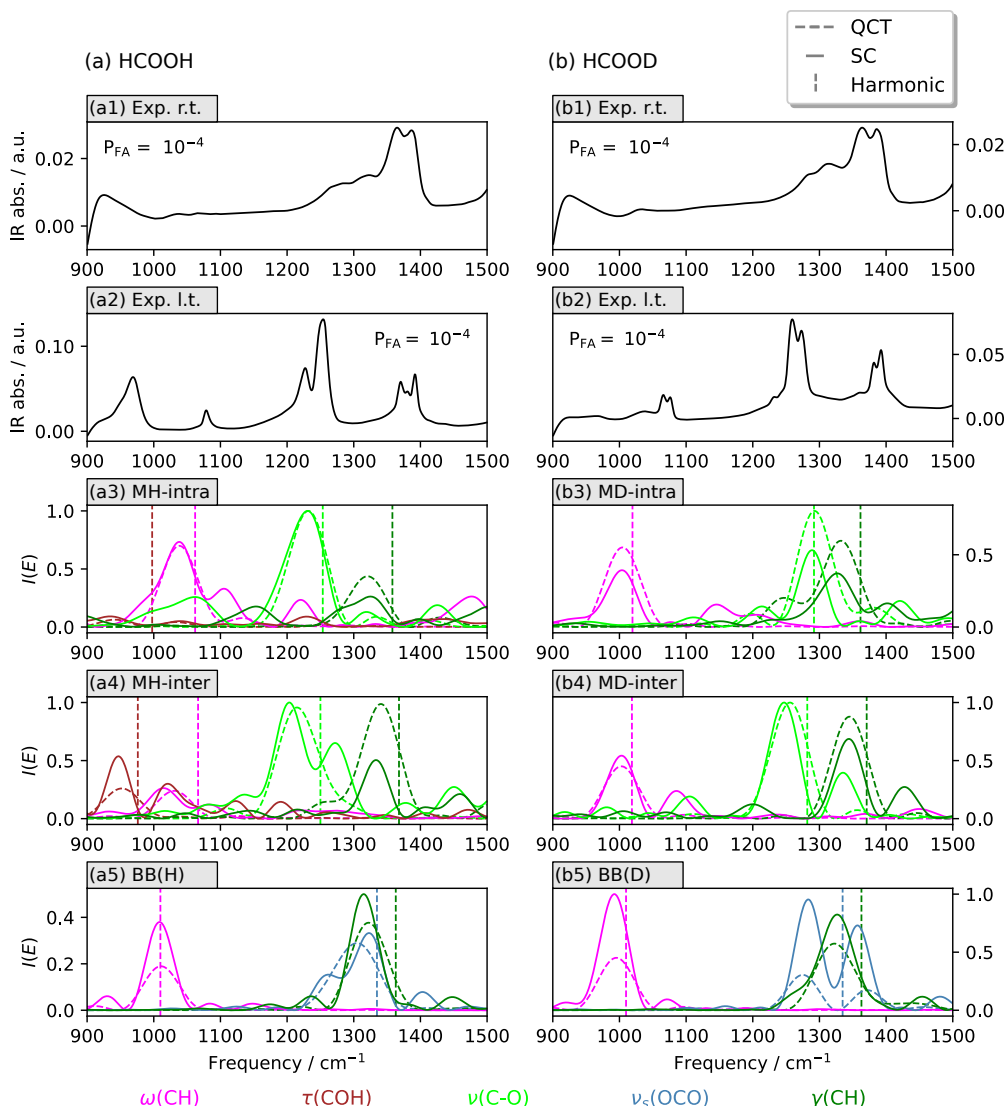 QCT
SC
Harmonic
(a) HCOOH
(b) HCOOD
(a1) Exp. r.t.
P_FA = 10⁻⁴
IR abs. / a.u.
0.02
0.00
900 1000 1100 1200 1300 1400 1500
(b1) Exp. r.t.
P_FA = 10⁻⁴
0.02
0.00
900 1000 1100 1200 1300 1400 1500
(a2) Exp. l.t.
P_FA = 10⁻⁴
IR abs. / a.u.
0.10
0.00
900 1000 1100 1200 1300 1400 1500
(b2) Exp. l.t.
P_FA = 10⁻⁴
0.05
0.00
900 1000 1100 1200 1300 1400 1500
(a3) MH-intra
I(E)
1.0
0.5
0.0
900 1000 1100 1200 1300 1400 1500
(b3) MD-intra
0.5
0.0
900 1000 1100 1200 1300 1400 1500
(a4) MH-inter
I(E)
1.0
0.5
0.0
900 1000 1100 1200 1300 1400 1500
(b4) MD-inter
1.0
0.5
0.0
900 1000 1100 1200 1300 1400 1500
(a5) BB(H)
I(E)
0.4
0.2
0.0
900 1000 1100 1200 1300 1400 1500
Frequency / cm⁻¹
(b5) BB(D)
1.0
0.5
0.0
900 1000 1100 1200 1300 1400 1500
Frequency / cm⁻¹
ω(CH) τ(COH) ν(C-O) νₛ(OCO) γ(CH)